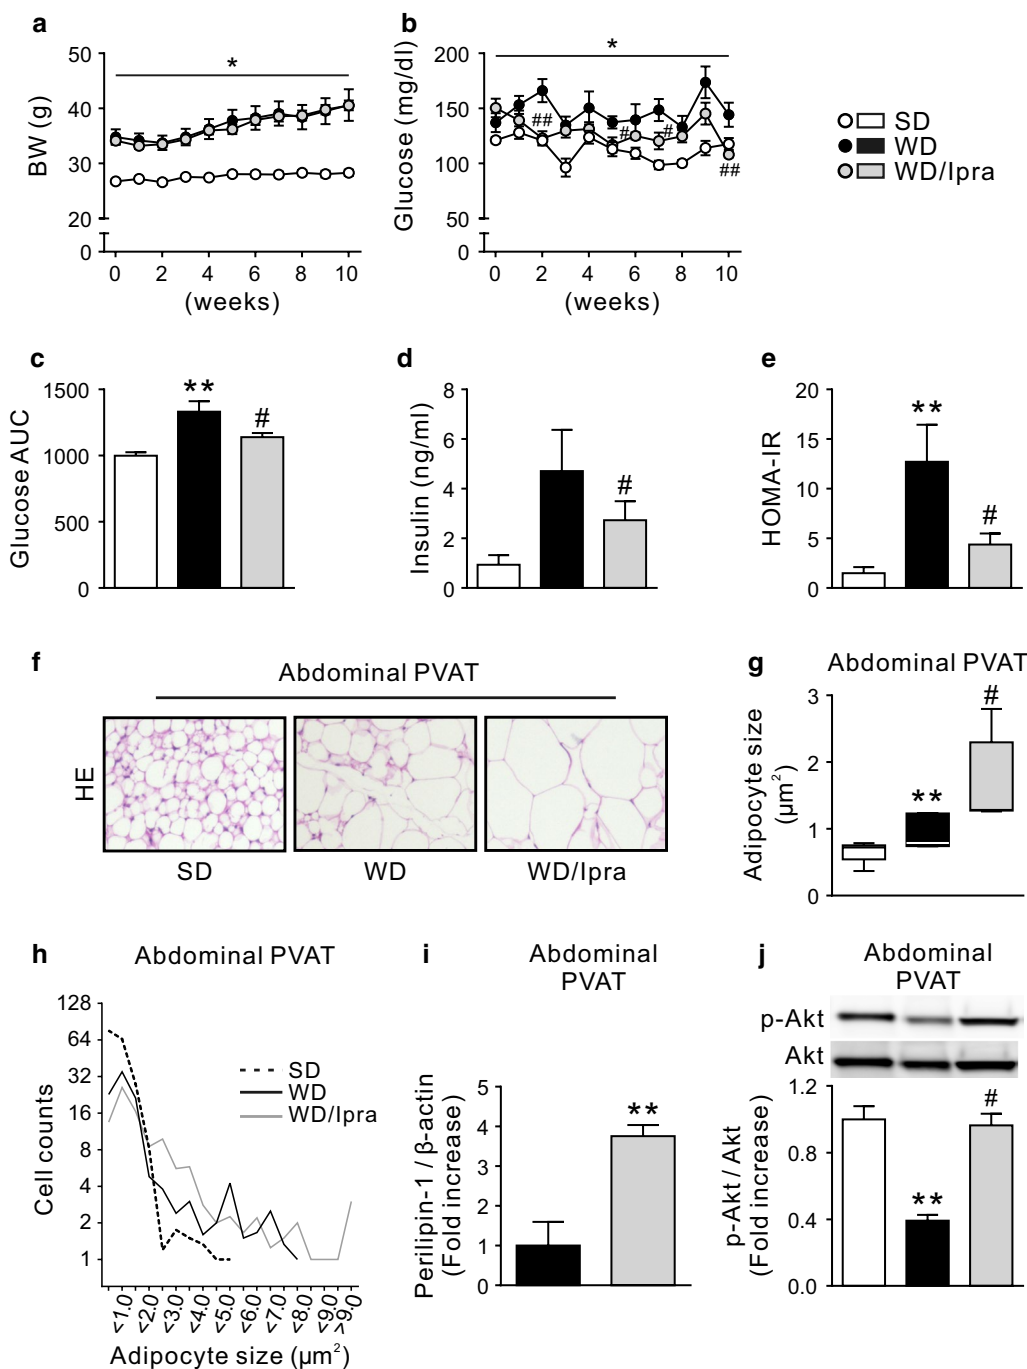 a
*
BW (g)
50
40
30
20
0
0 2 4 6 8 10
(weeks)
b
*
Glucose (mg/dl)
200
150
100
50
0
##
#
#
##
0 2 4 6 8 10
(weeks)
SD
WD
WD/Ipra
c
Glucose AUC
1500
1000
500
0
**
#
d
Insulin (ng/ml)
8
6
4
2
0
#
e
HOMA-IR
20
15
10
5
0
**
#
f
Abdominal PVAT
HE
SD WD WD/Ipra
g
Abdominal PVAT
Adipocyte size
(µm²)
3
2
1
0
**
#
h
Abdominal PVAT
Cell counts
128
64
32
16
8
4
2
1
SD
WD
WD/Ipra
<1.0 <2.0 <3.0 <4.0 <5.0 <6.0 <7.0 <8.0 <9.0 >9.0
Adipocyte size (µm²)
i
Abdominal
PVAT
Perilipin-1 / β-actin
(Fold increase)
5
4
3
2
1
0
**
j
Abdominal
PVAT
p-Akt
Akt
p-Akt / Akt
(Fold increase)
1.2
0.8
0.4
0.0
**
#